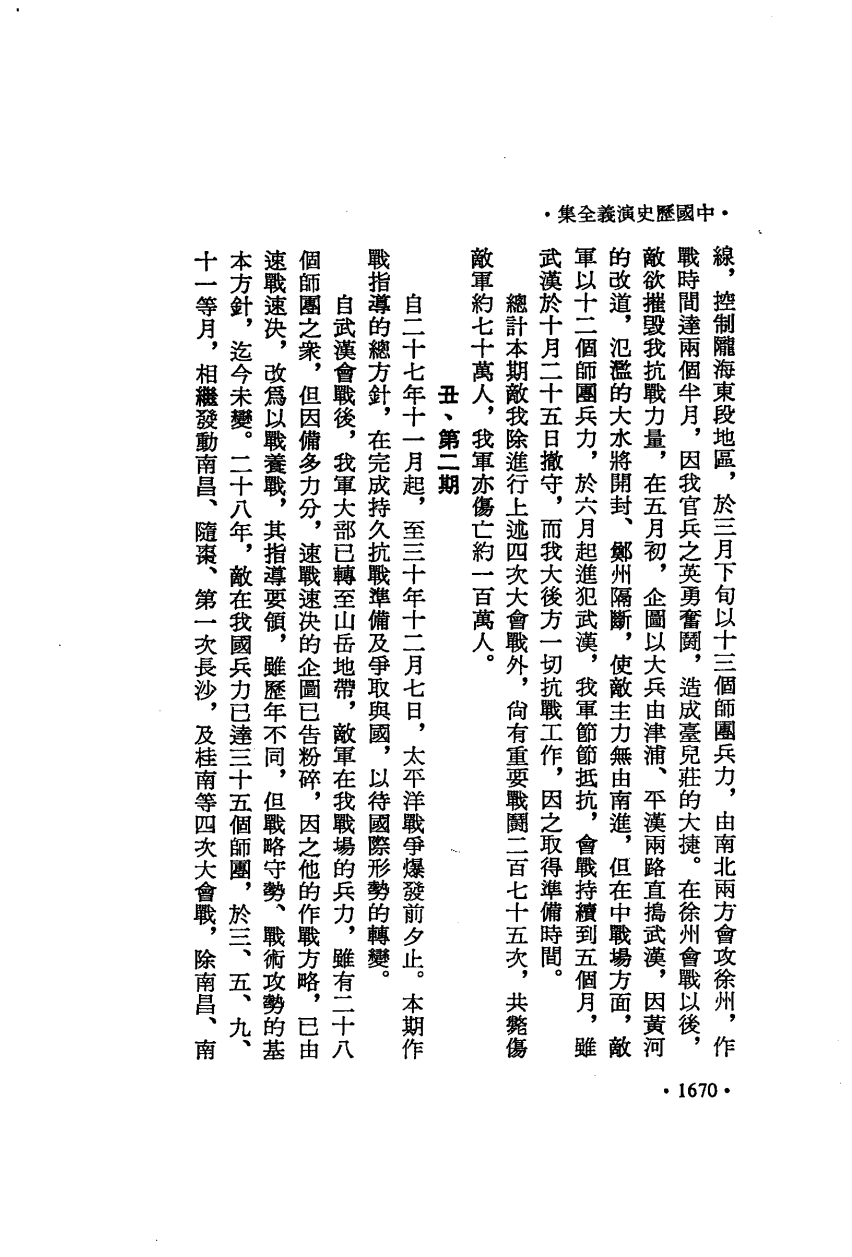 •中國歷史演義全集•
線，控制隴海東段地區，於三月下旬以十三個師團兵力，由南北兩方會攻徐州，作
戰時間達兩個半月，因我官兵之英勇奮鬪，造成臺兒莊的大捷。在徐州會戰以後，
敵欲摧毀我抗戰力量，在五月初，企圖以大兵由津浦、平漢兩路直搗武漢，因黃河
的改道，氾濫的大水將開封、鄭州隔斷，使敵主力無由南進，但在中戰場方面，敵
軍以十二個師團兵力，於六月起進犯武漢，我軍節節抵抗，會戰持續到五個月，雖
武漢於十月二十五日撤守，而我大後方一切抗戰工作，因之取得準備時間。
總計本期敵我除進行上述四次大會戰外，尙有重要戰鬪二百七十五次，共斃傷
敵軍約七十萬人，我軍亦傷亡約一百萬人。
丑、第二期
自二十七年十一月起，至三十年十二月七日，太平洋戰爭爆發前夕止。本期作
戰指導的總方針，在完成持久抗戰準備及爭取與國，以待國際形勢的轉變。
自武漢會戰後，我軍大部已轉至山岳地帶，敵軍在我戰場的兵力，雖有二十八
個師團之衆，但因備多力分，速戰速决的企圖已告粉碎，因之他的作戰方略，已由
速戰速决，改爲以戰養戰，其指導要領，雖歷年不同，但戰略守勢、戰術攻勢的基
本方針，迄今未變。二十八年，敵在我國兵力已達三十五個師團，於三、五、九、
十一等月，相繼發動南昌、隨棗、第一次長沙，及桂南等四次大會戰，除南昌、南
•1670•